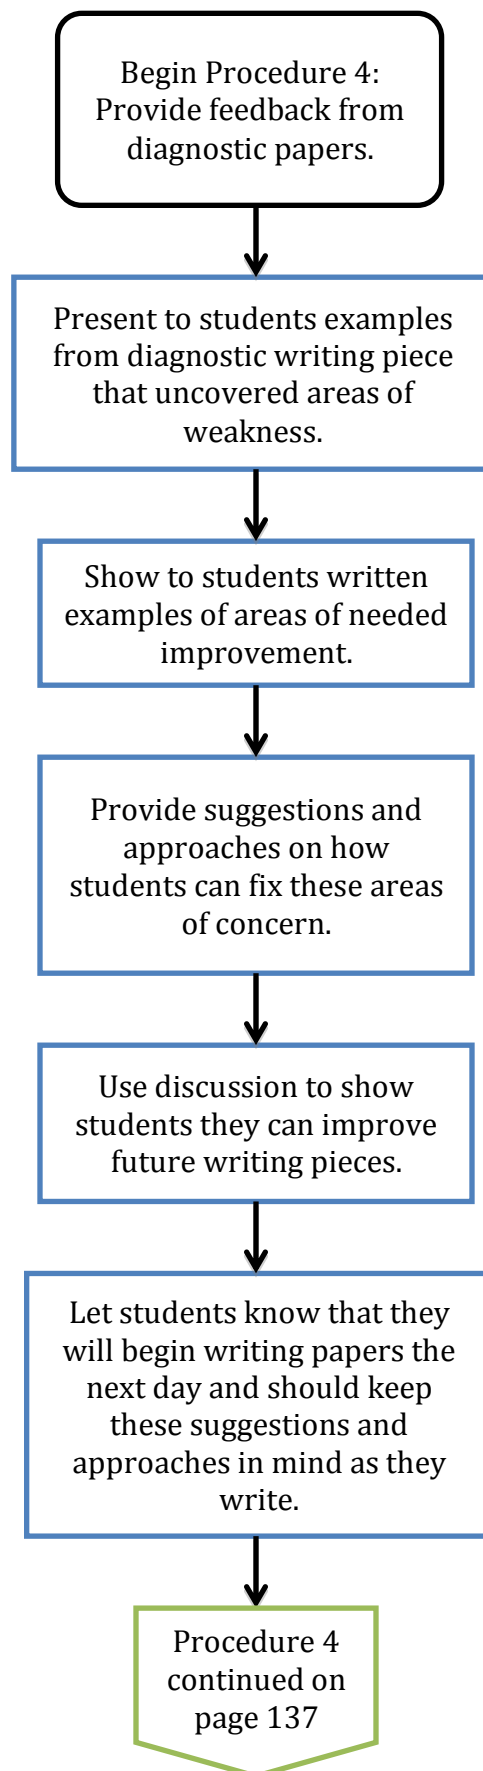 Begin Procedure 4:
Provide feedback from
diagnostic papers.
Present to students examples
from diagnostic writing piece
that uncovered areas of
weakness.
Show to students written
examples of areas of needed
improvement.
Provide suggestions and
approaches on how
students can fix these areas
of concern.
Use discussion to show
students they can improve
future writing pieces.
Let students know that they
will begin writing papers the
next day and should keep
these suggestions and
approaches in mind as they
write.
Procedure 4
continued on
page 137